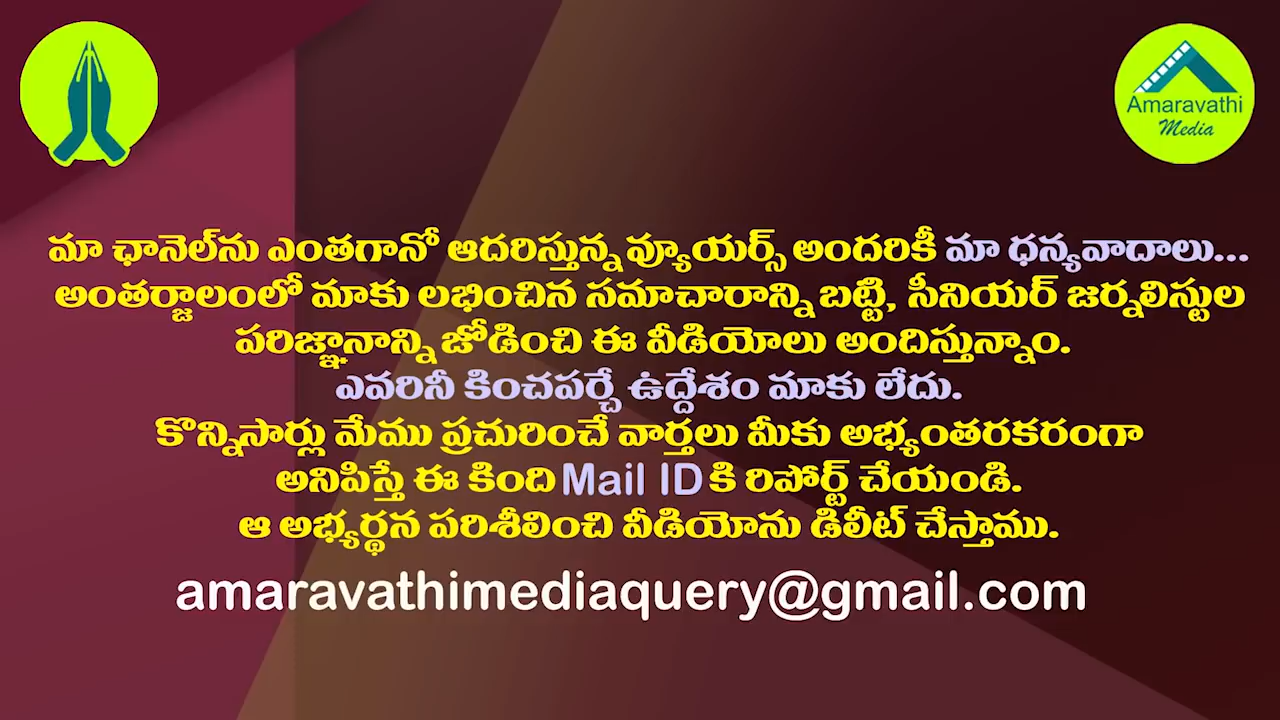 Amaravathi
Media
మా ఛానెల్‌ను ఎంతగానో ఆదరిస్తున్న వ్యూయర్స్ అందరికీ మా ధన్యవాదాలు...
అంతర్జాలంలో మాకు లభించిన సమాచారాన్ని బట్టి, సీనియర్ జర్నలిస్టుల
పరిజ్ఞానాన్ని జోడించి ఈ వీడియోలు అందిస్తున్నాం.
ఎవరినీ కించపర్చే ఉద్దేశం మాకు లేదు.
కొన్నిసార్లు మేము ప్రచురించే వార్తలు మీకు అభ్యంతరకరంగా
అనిపిస్తే ఈ కింది Mail ID కి రిపోర్ట్ చేయండి.
ఆ అభ్యర్థన పరిశీలించి వీడియోను డిలీట్ చేస్తాము.
amaravathimediaquery@gmail.com